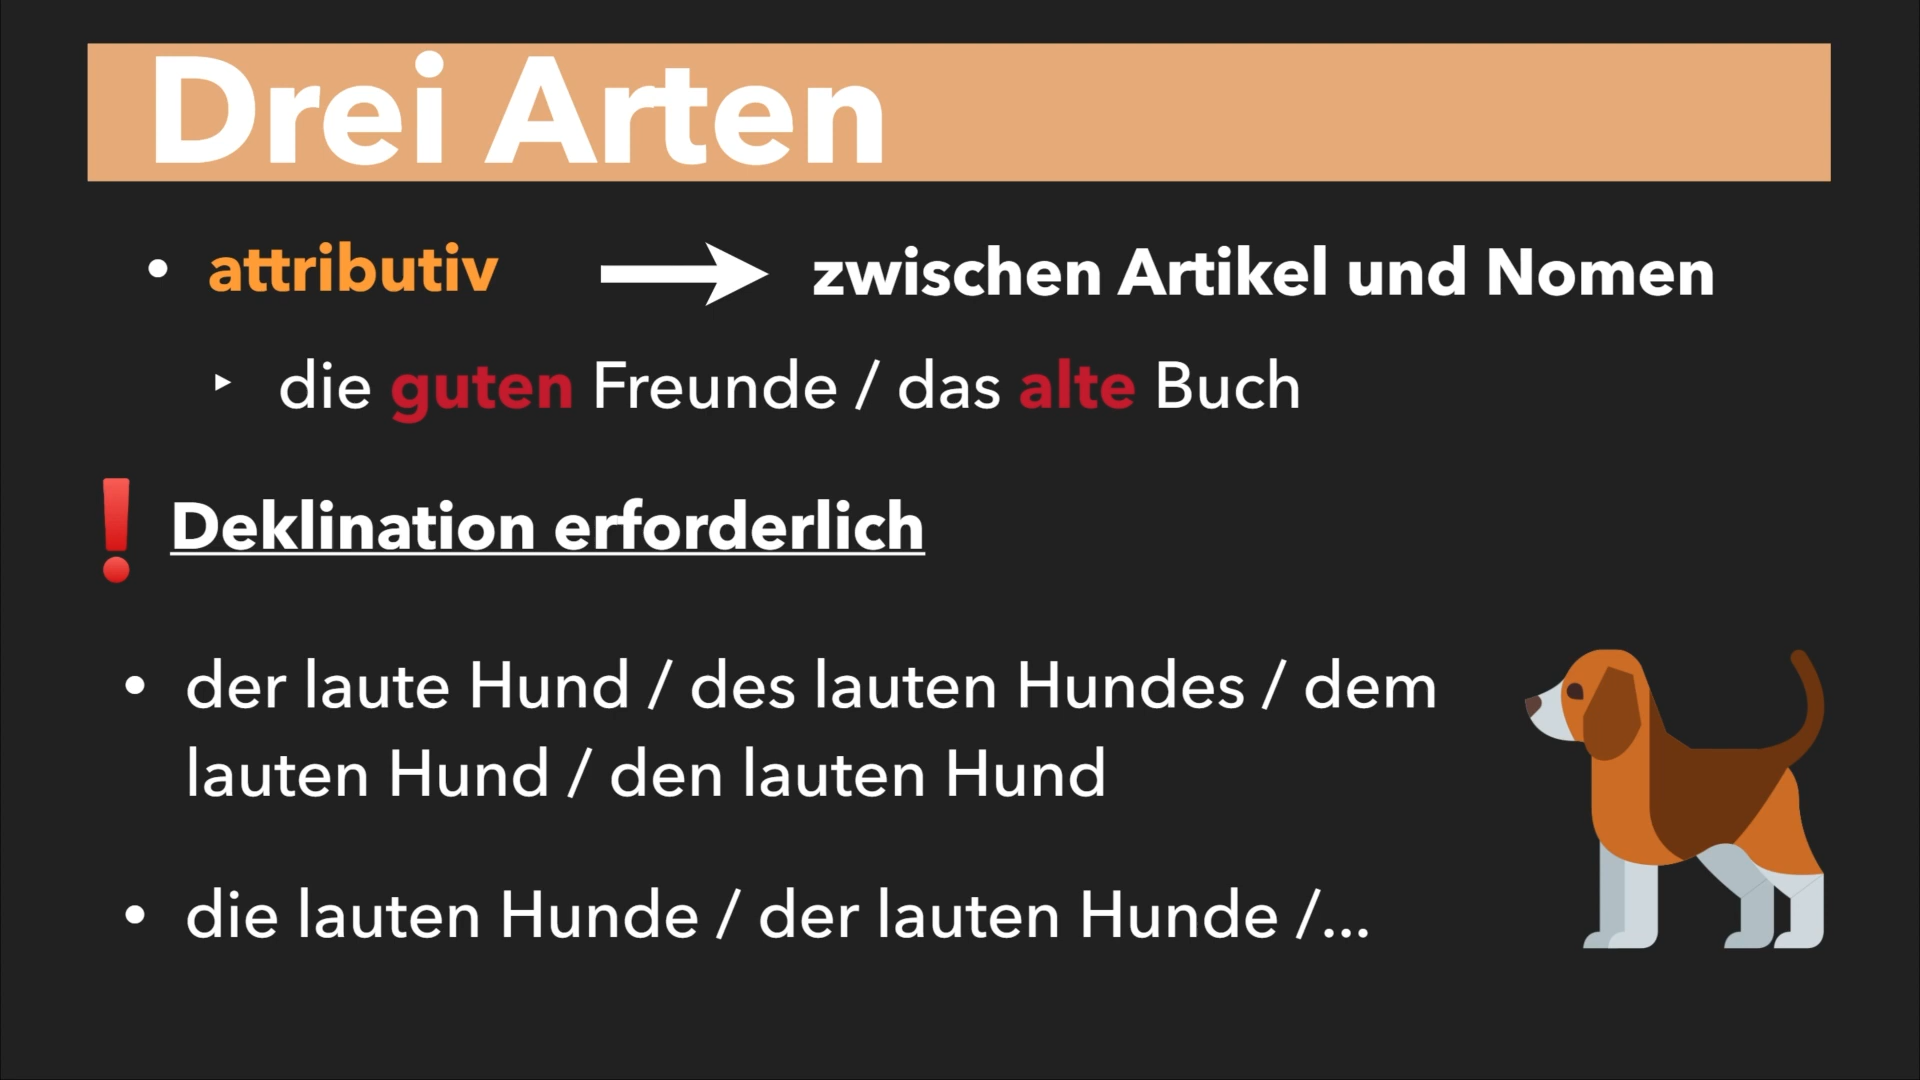 Drei Arten
• attributiv → zwischen Artikel und Nomen
‣ die guten Freunde / das alte Buch
❗ Deklination erforderlich
• der laute Hund / des lauten Hundes / dem
lauten Hund / den lauten Hund
• die lauten Hunde / der lauten Hunde /...